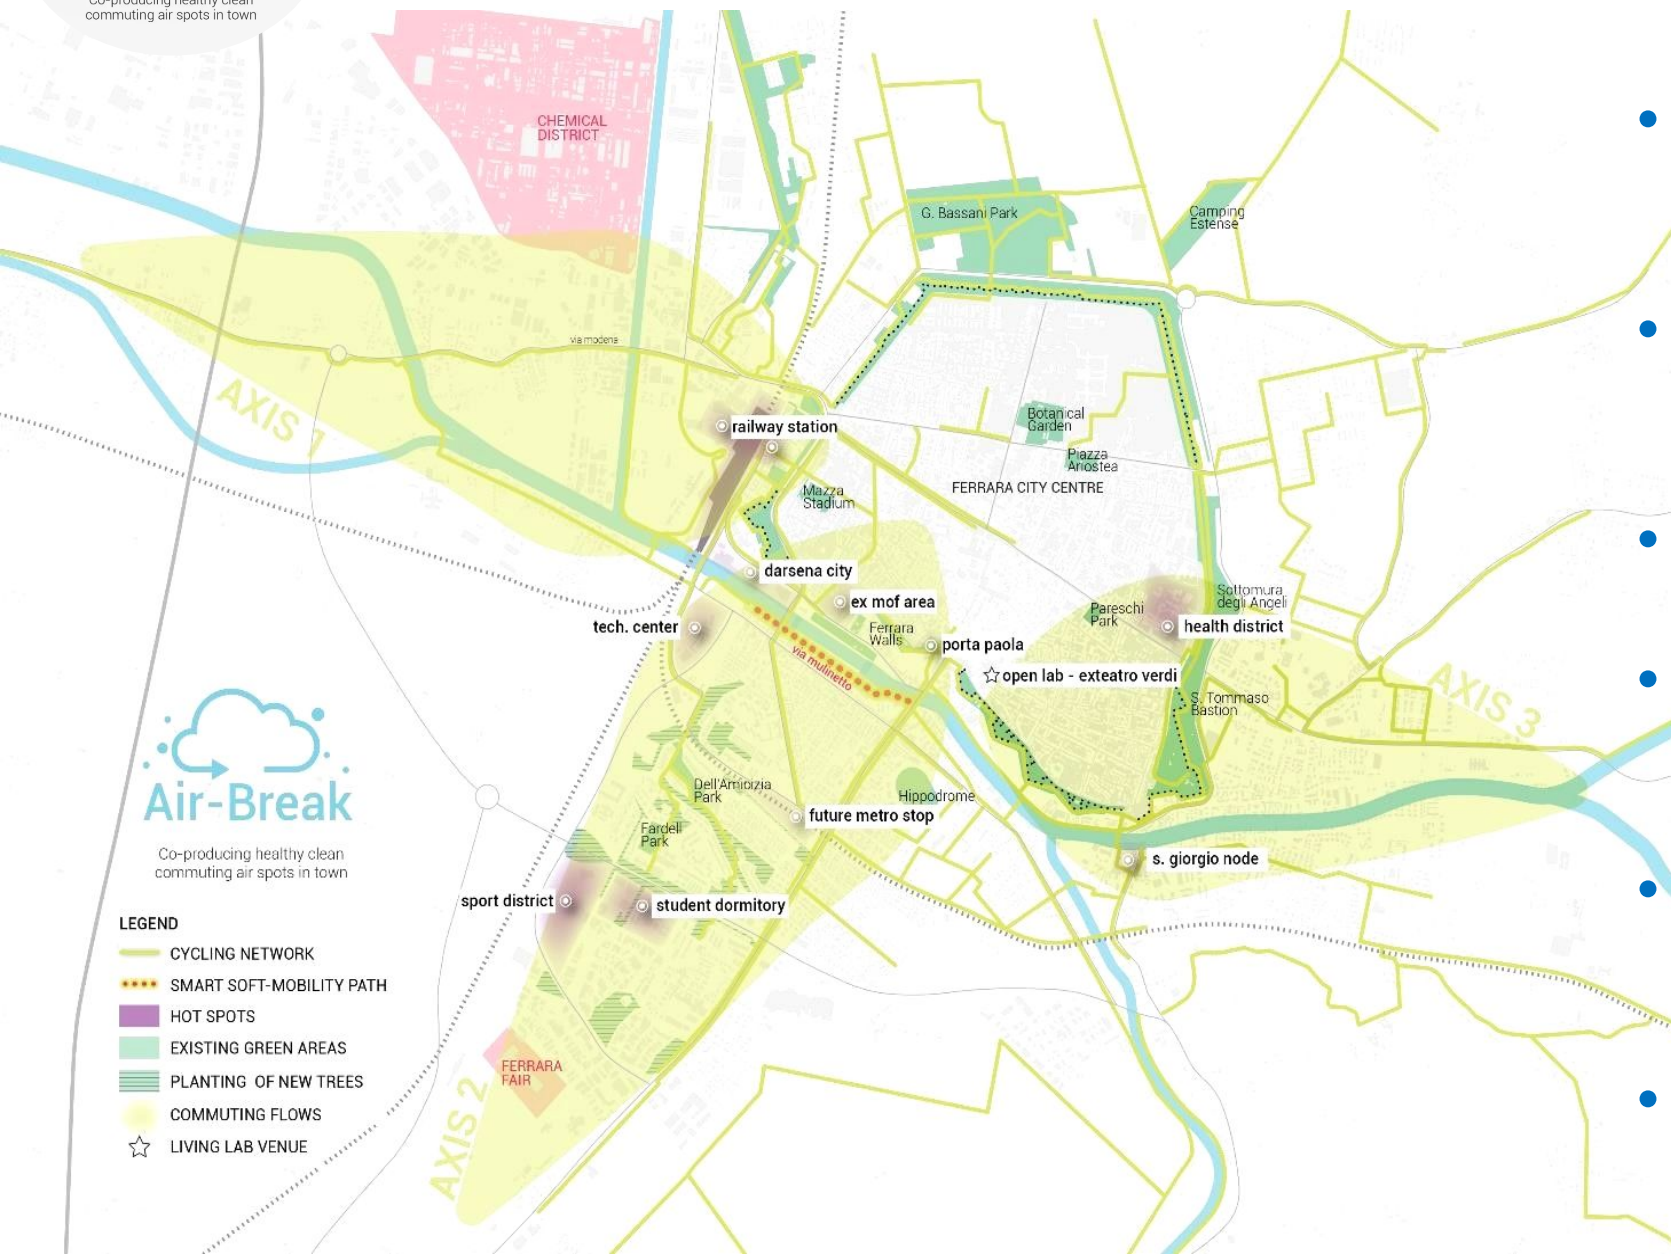 Co-producing healthy clean
commuting air spots in town
CHEMICAL
DISTRICT
G. Bassani Park
Camping
Estense
via modena
AXIS 1
railway station
Botanical
Garden
Piazza
Ariostea
FERRARA CITY CENTRE
Mazza
Stadium
darsena city
ex mof area
tech. center
Ferrara
Walls
porta paola
via mulinetto
Pareschi
Park
Sottomura
degli Angeli
health district
open lab - exteatro verdi
S. Tommaso
Bastion
AXIS 3
Dell'Amicizia
Park
Hippodrome
future metro stop
Fardell
Park
s. giorgio node
sport district
student dormitory
FERRARA
FAIR
AXIS 2
Air-Break
Co-producing healthy clean
commuting air spots in town
LEGEND
CYCLING NETWORK
SMART SOFT-MOBILITY PATH
HOT SPOTS
EXISTING GREEN AREAS
PLANTING OF NEW TREES
COMMUTING FLOWS
LIVING LAB VENUE